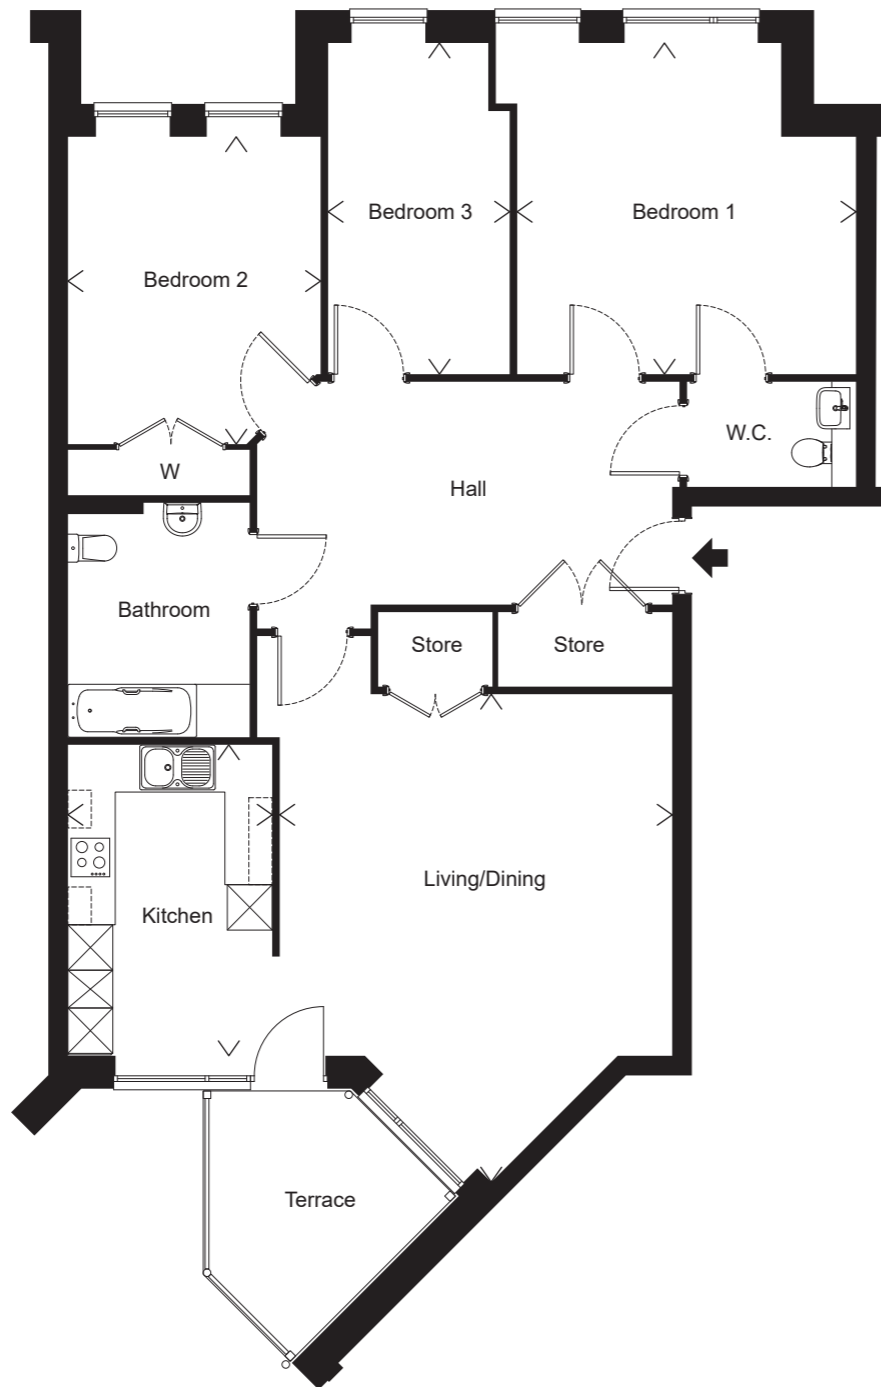 Bedroom 3
Bedroom 1
Bedroom 2
W.C.
W
Hall
Bathroom
Store
Store
Living/Dining
Kitchen
Terrace